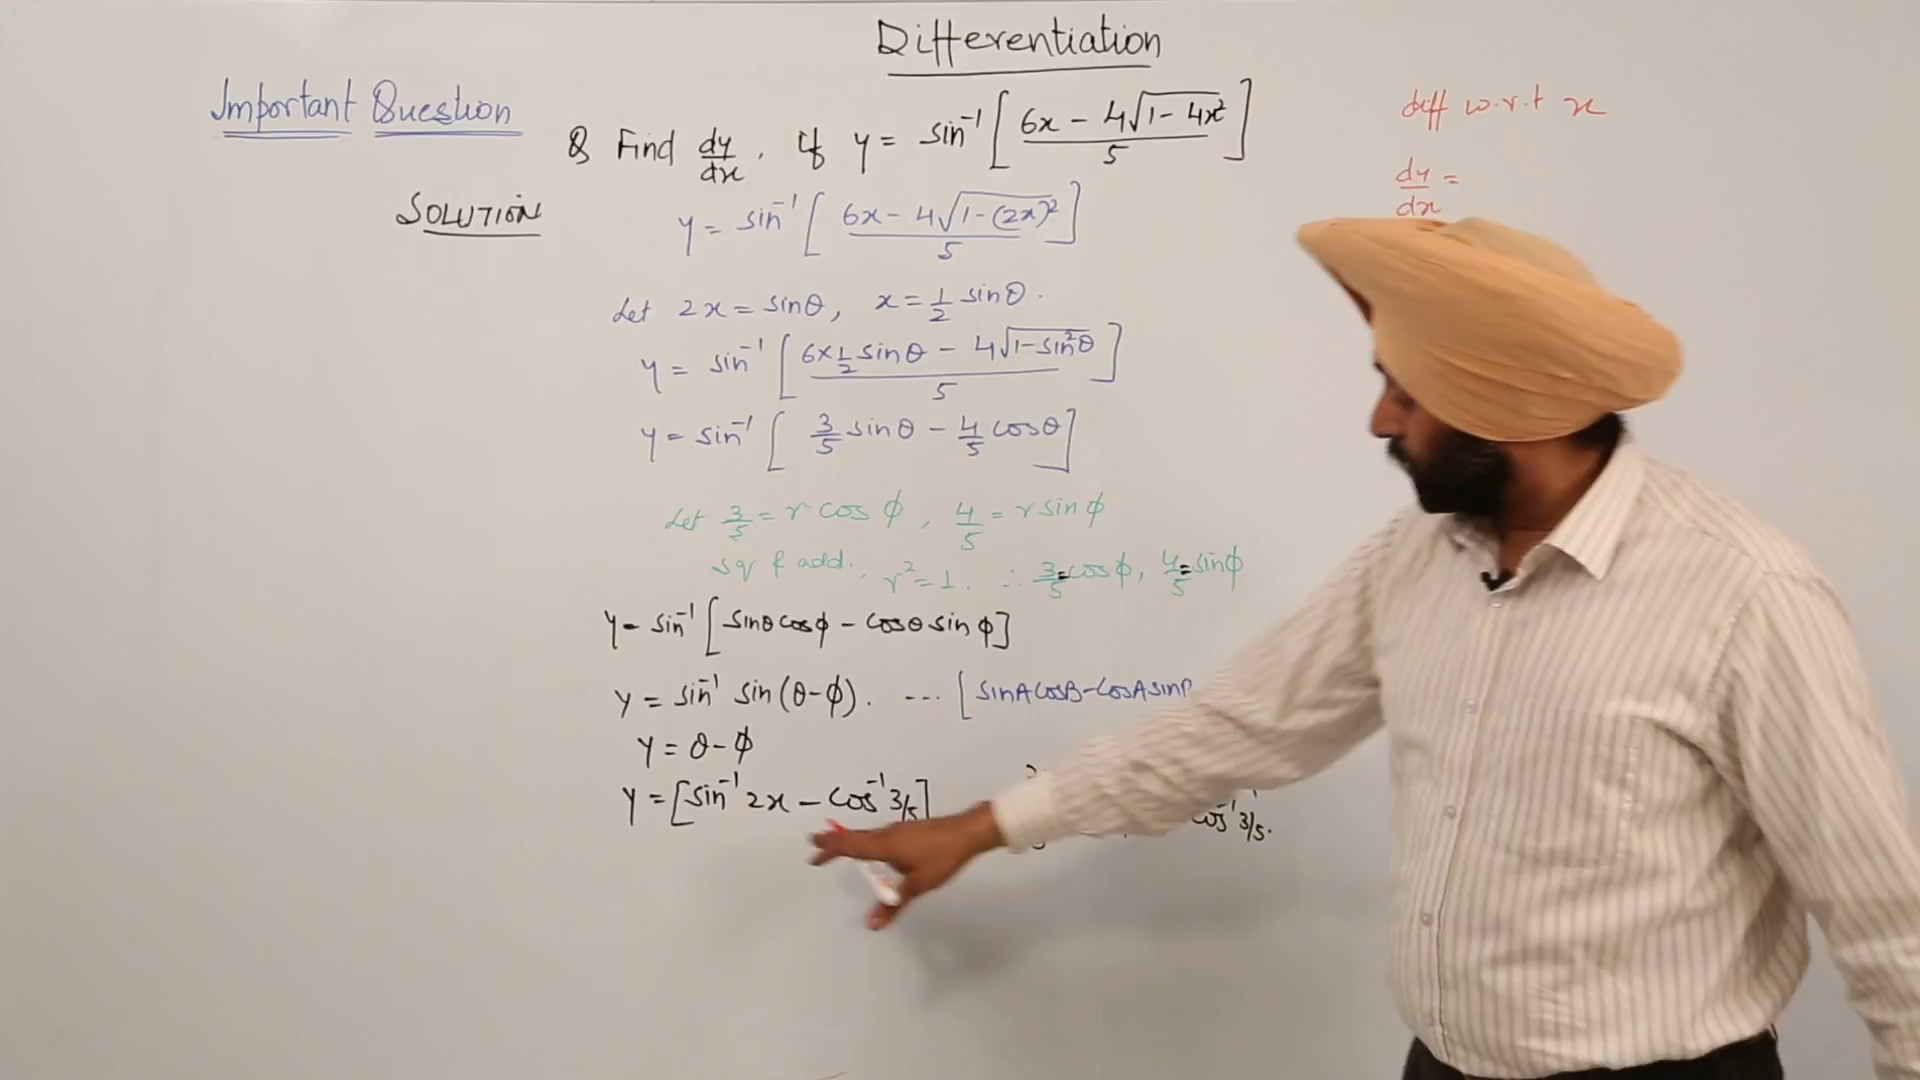 Differentiation
Important Question
Q Find dy/dx . If y = sin⁻¹ [ (6x - 4√(1 - 4x²)) / 5 ]
SOLUTION
y = sin⁻¹ [ (6x - 4√(1 - (2x)²)) / 5 ]
Let 2x = sinθ, x = 1/2 sinθ.
y = sin⁻¹ [ (6×1/2 sinθ - 4√(1 - sin²θ)) / 5 ]
y = sin⁻¹ [ 3/5 sinθ - 4/5 cosθ ]
Let 3/5 = r cos ϕ, 4/5 = r sin ϕ
sq & add., r² = 1. ∴ 3/5 = cos ϕ, 4/5 = sin ϕ
y = sin⁻¹ [ sinθ cosϕ - cosθ sin ϕ ]
y = sin⁻¹ sin (θ-ϕ). --- [ sinA cosB - cosA sin
y = θ - ϕ
y = [ sin⁻¹ 2x - cos⁻¹ 3/5 ]
cos⁻¹ 3/5.
diff w.r.t x
dy/dx =